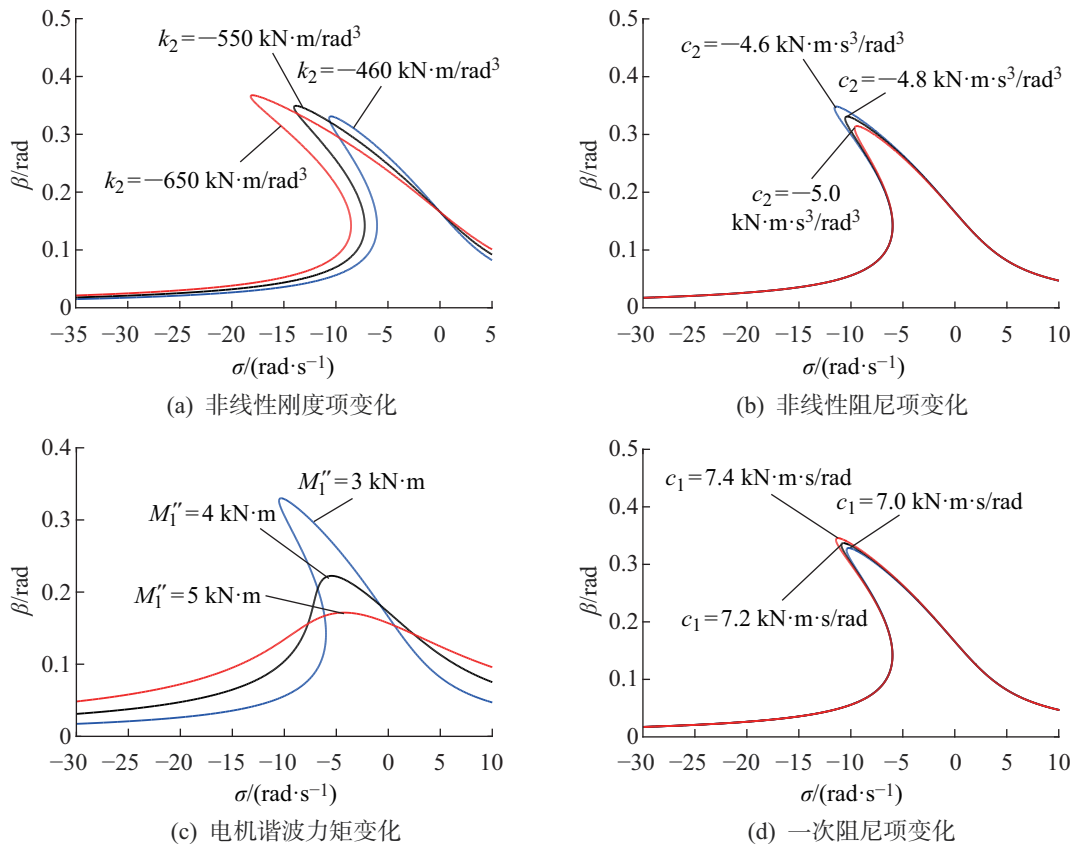 0.5
0.4
0.3
0.2
0.1
0
β/rad
k₂=−550 kN·m/rad³
k₂=−460 kN·m/rad³
k₂=−650 kN·m/rad³
−35 −30 −25 −20 −15 −10 −5 0 5
σ/(rad·s⁻¹)
(a) 非线性刚度项变化
0.5
0.4
0.3
0.2
0.1
0
β/rad
c₂=−4.6 kN·m·s³/rad³
c₂=−4.8 kN·m·s³/rad³
c₂=−5.0
kN·m·s³/rad³
−30 −25 −20 −15 −10 −5 0 5 10
σ/(rad·s⁻¹)
(b) 非线性阻尼项变化
0.4
0.3
0.2
0.1
0
β/rad
M₁″=3 kN·m
M₁″=4 kN·m
M₁″=5 kN·m
−30 −25 −20 −15 −10 −5 0 5 10
σ/(rad·s⁻¹)
(c) 电机谐波力矩变化
0.5
0.4
0.3
0.2
0.1
0
β/rad
c₁=7.4 kN·m·s/rad
c₁=7.0 kN·m·s/rad
c₁=7.2 kN·m·s/rad
−30 −25 −20 −15 −10 −5 0 5 10
σ/(rad·s⁻¹)
(d) 一次阻尼项变化